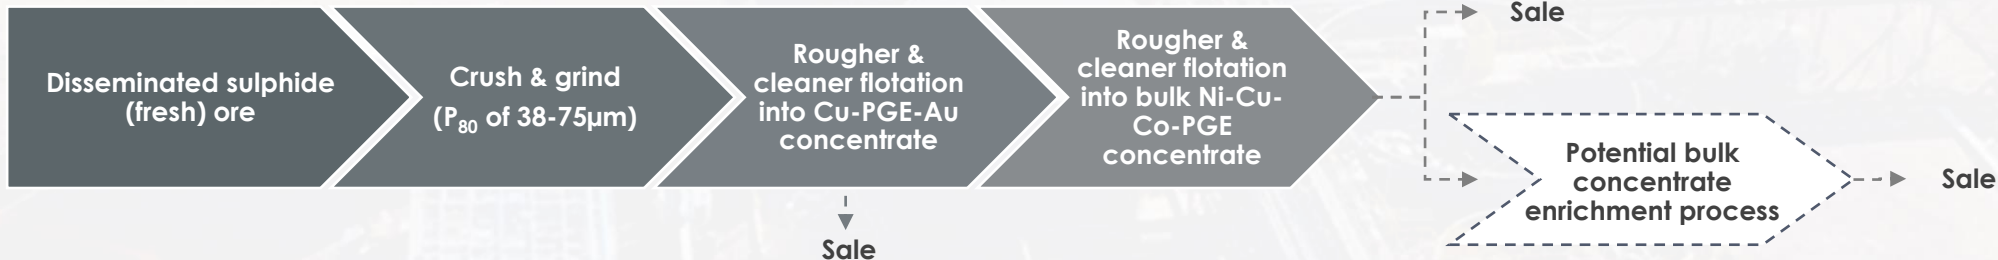 Disseminated sulphide
(fresh) ore
Crush & grind
(P80 of 38-75µm)
Rougher &
cleaner flotation
into Cu-PGE-Au
concentrate
Sale
Rougher &
cleaner flotation
into bulk Ni-Cu-
Co-PGE
concentrate
Sale
Potential bulk
concentrate
enrichment process
Sale